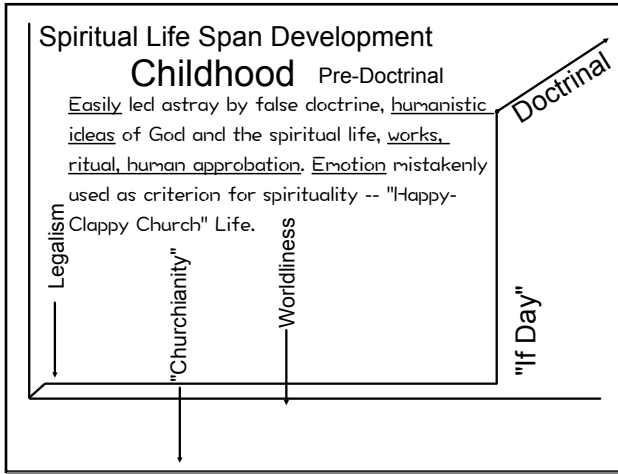 Spiritual Life Span Development
Childhood Pre-Doctrinal
Easily led astray by false doctrine, humanistic
ideas of God and the spiritual life, works,
ritual, human approbation. Emotion mistakenly
used as criterion for spirituality -- "Happy-
Clappy Church" Life.
Legalism
"Churchianity"
Worldliness
"If Day"
Doctrinal